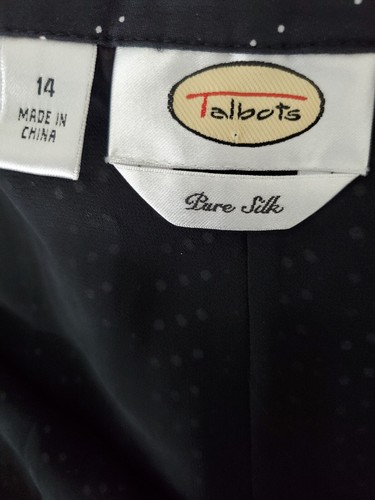 14
MADE IN
CHINA
Talbots
Pure Silk